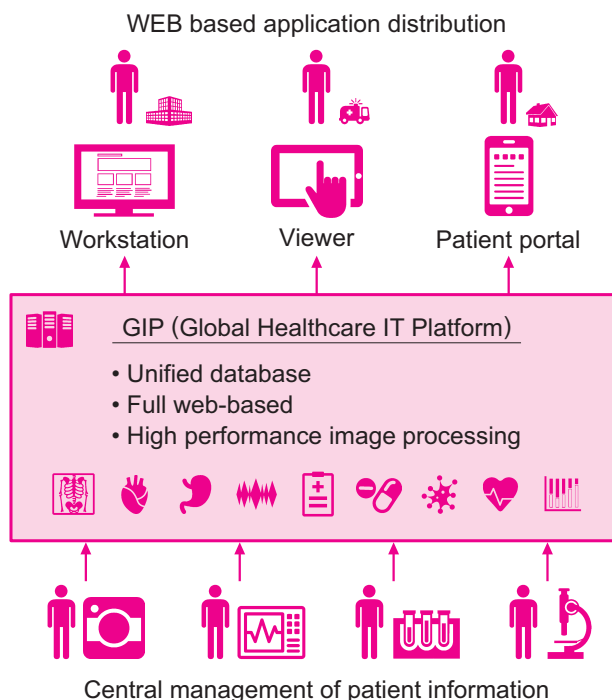 WEB based application distribution
Workstation
Viewer
Patient portal
GIP (Global Healthcare IT Platform)
• Unified database
• Full web-based
• High performance image processing
Central management of patient information